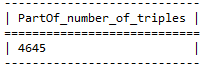 ----------------------------
| PartOf_number_of_triples |
============================
| 4645                     |
----------------------------